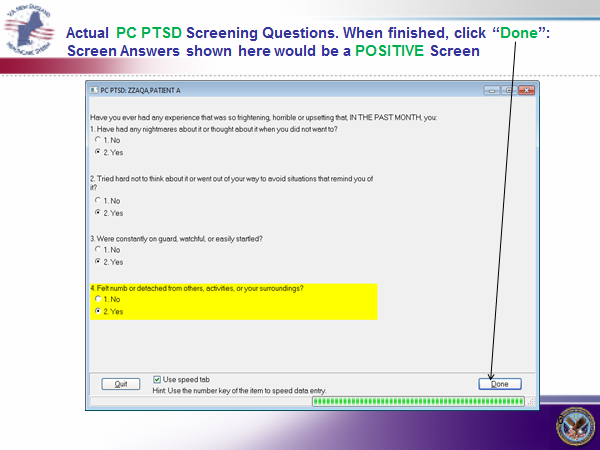 VA NEW ENGLAND
HEALTHCARE SYSTEM
Actual PC PTSD Screening Questions. When finished, click “Done”:
Screen Answers shown here would be a POSITIVE Screen
PC PTSD: ZZAQA,PATIENT A
Have you ever had any experience that was so frightening, horrible or upsetting that, IN THE PAST MONTH, you:
1. Have had any nightmares about it or thought about it when you did not want to?
1. No
2. Yes
2. Tried hard not to think about it or went out of your way to avoid situations that remind you of
it?
1. No
2. Yes
3. Were constantly on guard, watchful, or easily startled?
1. No
2. Yes
4. Felt numb or detached from others, activities, or your surroundings?
1. No
2. Yes
Quit
Use speed tab
Hint: Use the number key of the item to speed data entry.
Done